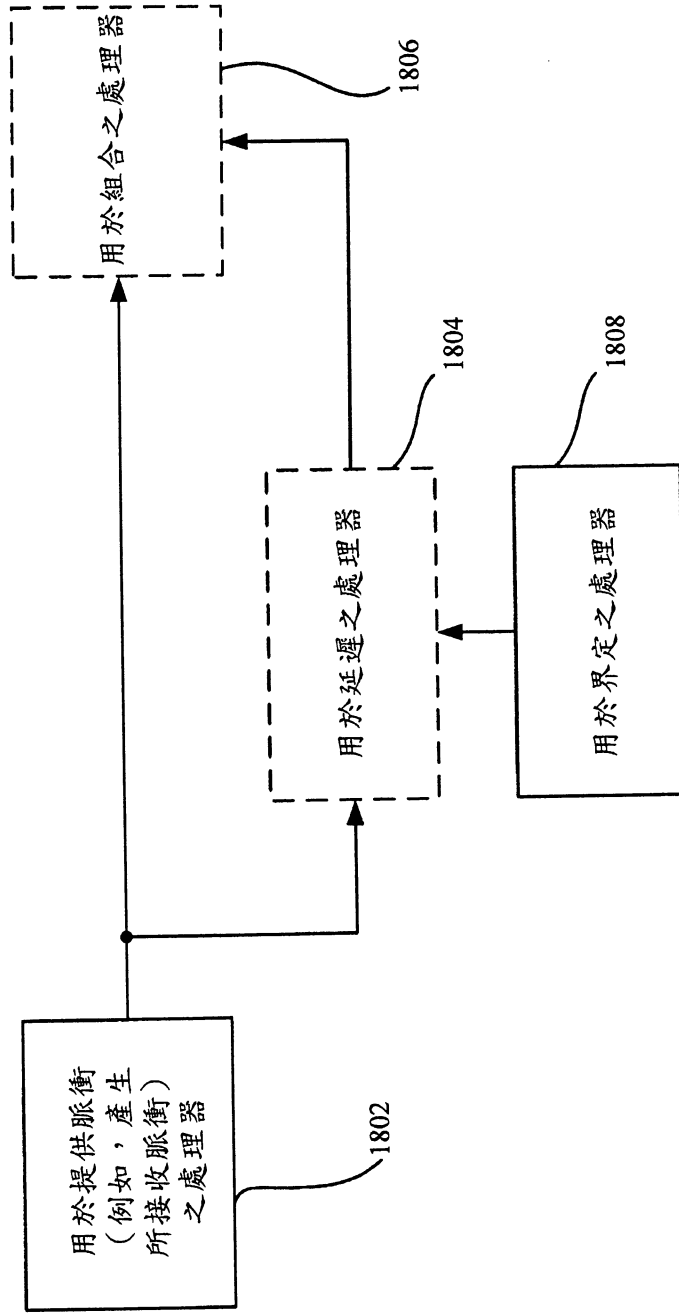 用於提供脈衝
(例如,產生
所接收脈衝)
之處理器
1802
用於組合之處理器
1806
用於延遲之處理器
1804
用於界定之處理器
1808